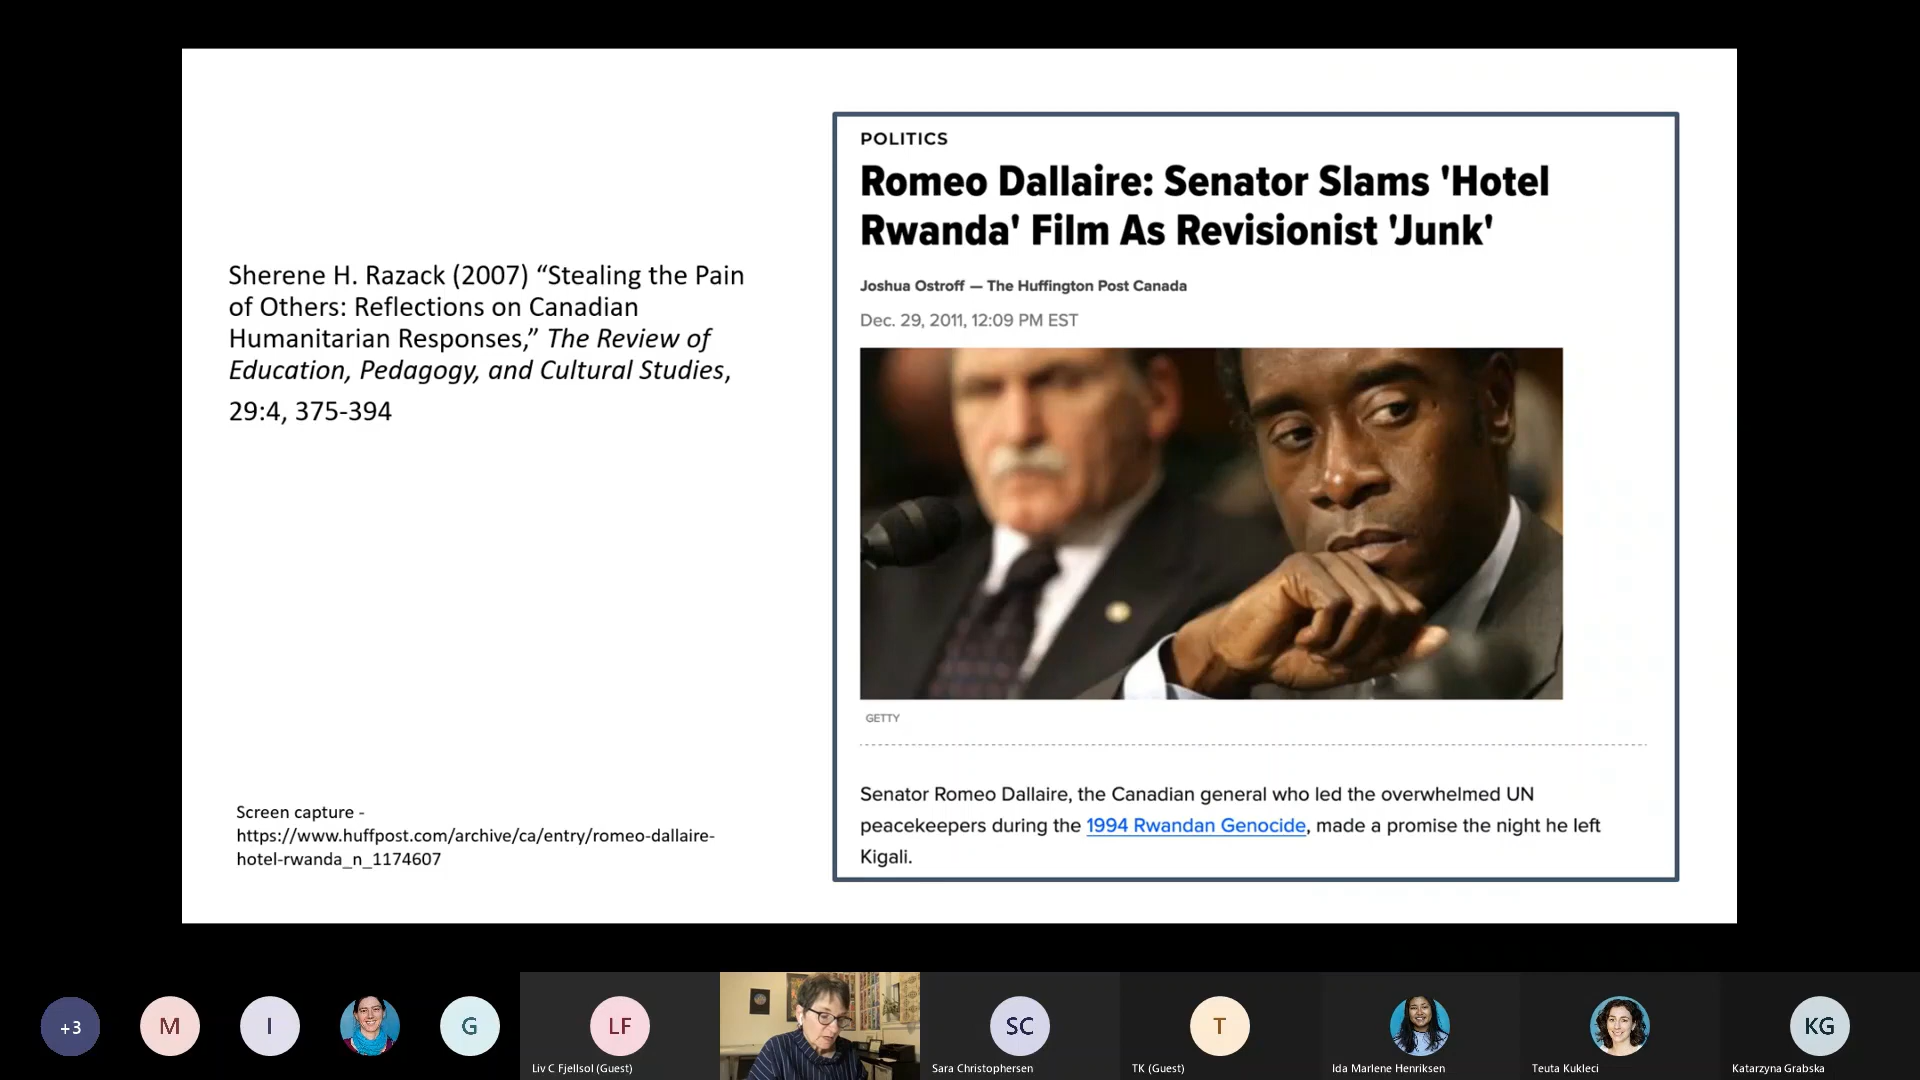 Sherene H. Razack (2007) “Stealing the Pain
of Others: Reflections on Canadian
Humanitarian Responses,” The Review of
Education, Pedagogy, and Cultural Studies,
29:4, 375-394
Screen capture -
https://www.huffpost.com/archive/ca/entry/romeo-dallaire-
hotel-rwanda_n_1174607
POLITICS
Romeo Dallaire: Senator Slams 'Hotel
Rwanda' Film As Revisionist 'Junk'
Joshua Ostroff — The Huffington Post Canada
Dec. 29, 2011, 12:09 PM EST
GETTY
Senator Romeo Dallaire, the Canadian general who led the overwhelmed UN
peacekeepers during the 1994 Rwandan Genocide, made a promise the night he left
Kigali.
+3
M
I
G
LF
Liv C Fjellsol (Guest)
SC
Sara Christophersen
T
TK (Guest)
Ida Marlene Henriksen
Teuta Kukleci
KG
Katarzyna Grabska